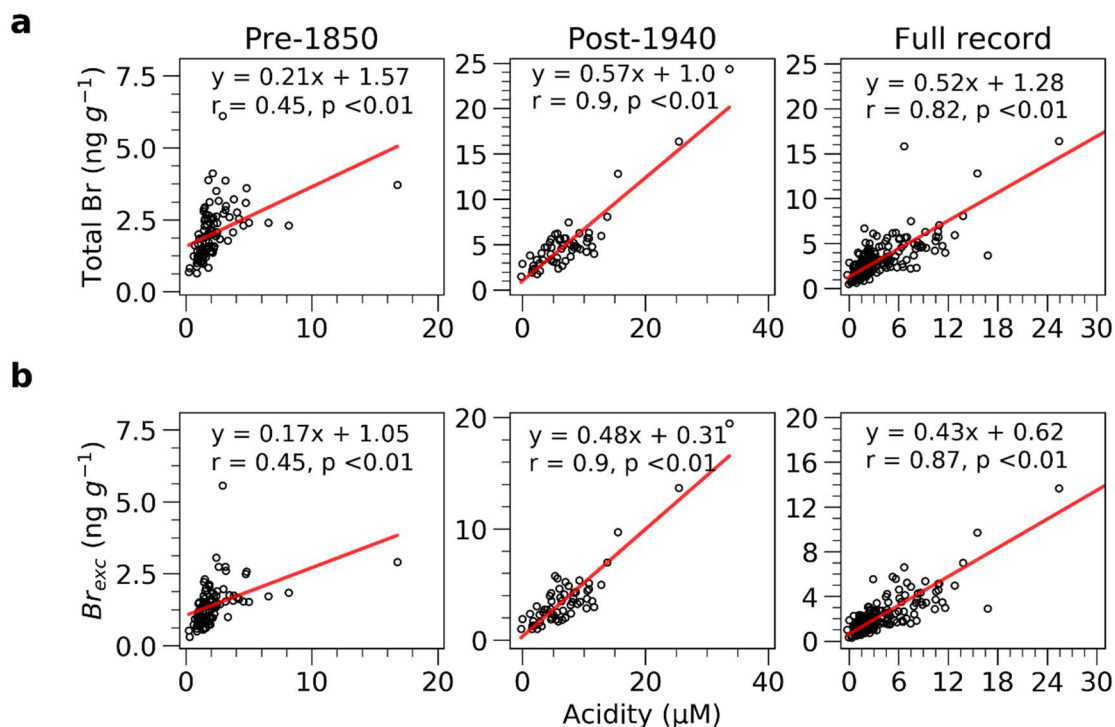 a
Pre-1850
Post-1940
Full record
Total Br (ng g⁻¹)
7.5
5.0
2.5
0.0
y = 0.21x + 1.57
r = 0.45, p <0.01
0 10 20
25
20
15
10
5
0
y = 0.57x + 1.0
r = 0.9, p <0.01
0 20 40
25
20
15
10
5
0
y = 0.52x + 1.28
r = 0.82, p <0.01
0 6 12 18 24 30
b
Br_exc (ng g⁻¹)
7.5
5.0
2.5
0.0
y = 0.17x + 1.05
r = 0.45, p <0.01
0 10 20
20
10
0
y = 0.48x + 0.31
r = 0.9, p <0.01
0 20 40
20
16
12
8
4
0
y = 0.43x + 0.62
r = 0.87, p <0.01
0 6 12 18 24 30
Acidity (μM)